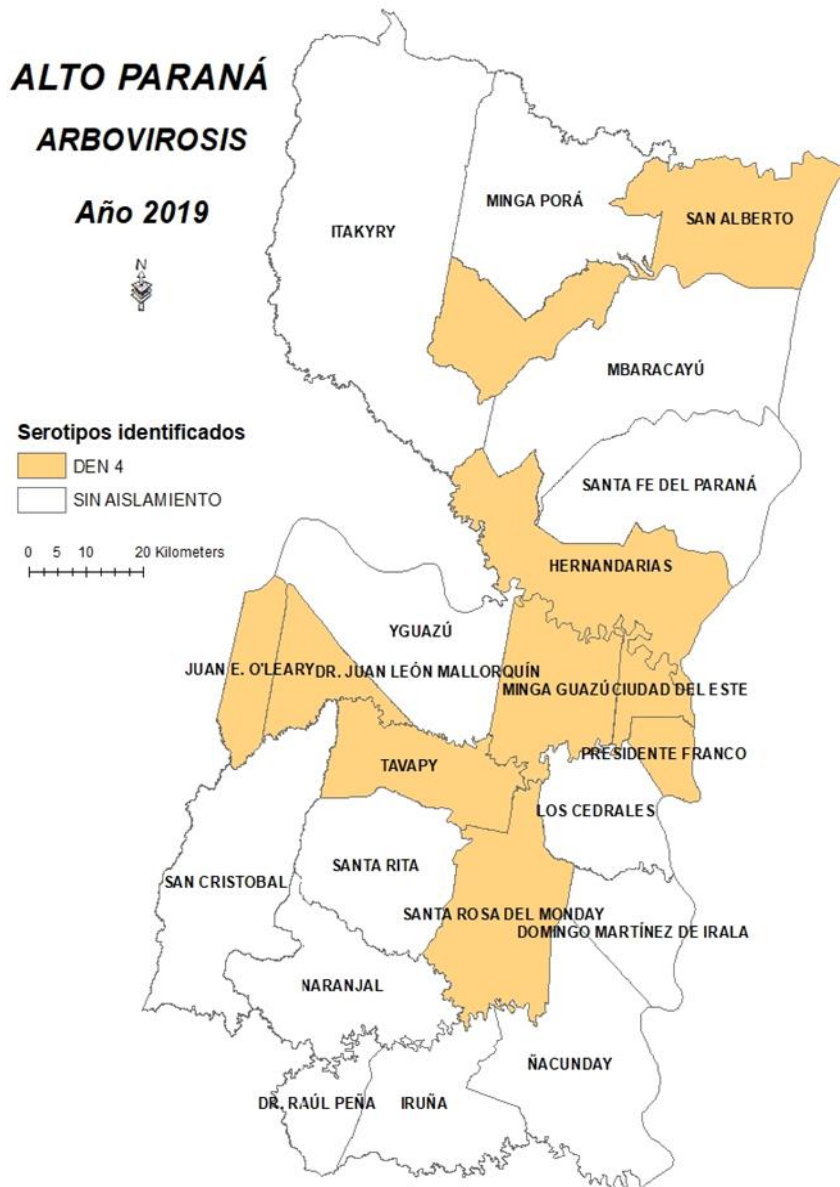 ALTO PARANÁ
ARBOVIROSIS
Año 2019
N
Serotipos identificados
DEN 4
SIN AISLAMIENTO
0 5 10 20 Kilometers
ITAKYRY
MINGA PORÁ
SAN ALBERTO
MBARACAYÚ
SANTA FE DEL PARANÁ
HERNANDARIAS
YGUAZÚ
JUAN E. O'LEARY
DR. JUAN LEÓN MALLORQUÍN
MINGA GUAZÚ
CIUDAD DEL ESTE
PRESIDENTE FRANCO
TAVAPY
LOS CEDRALES
SANTA RITA
SAN CRISTOBAL
SANTA ROSA DEL MONDAY
DOMINGO MARTÍNEZ DE IRALA
NARANJAL
ÑACUNDAY
DR. RAÚL PEÑA
IRUÑA